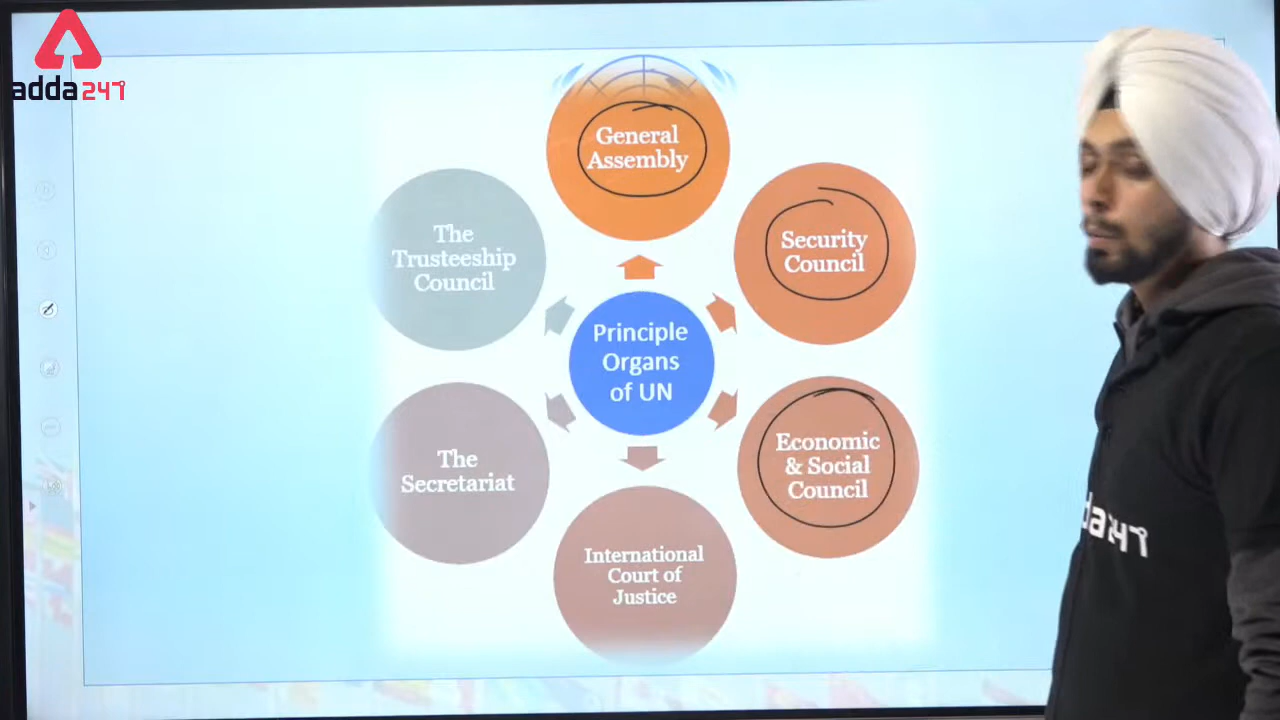 adda247
General
Assembly
The
Trusteeship
Council
Security
Council
Principle
Organs
of UN
The
Secretariat
Economic
& Social
Council
International
Court of
Justice
da247